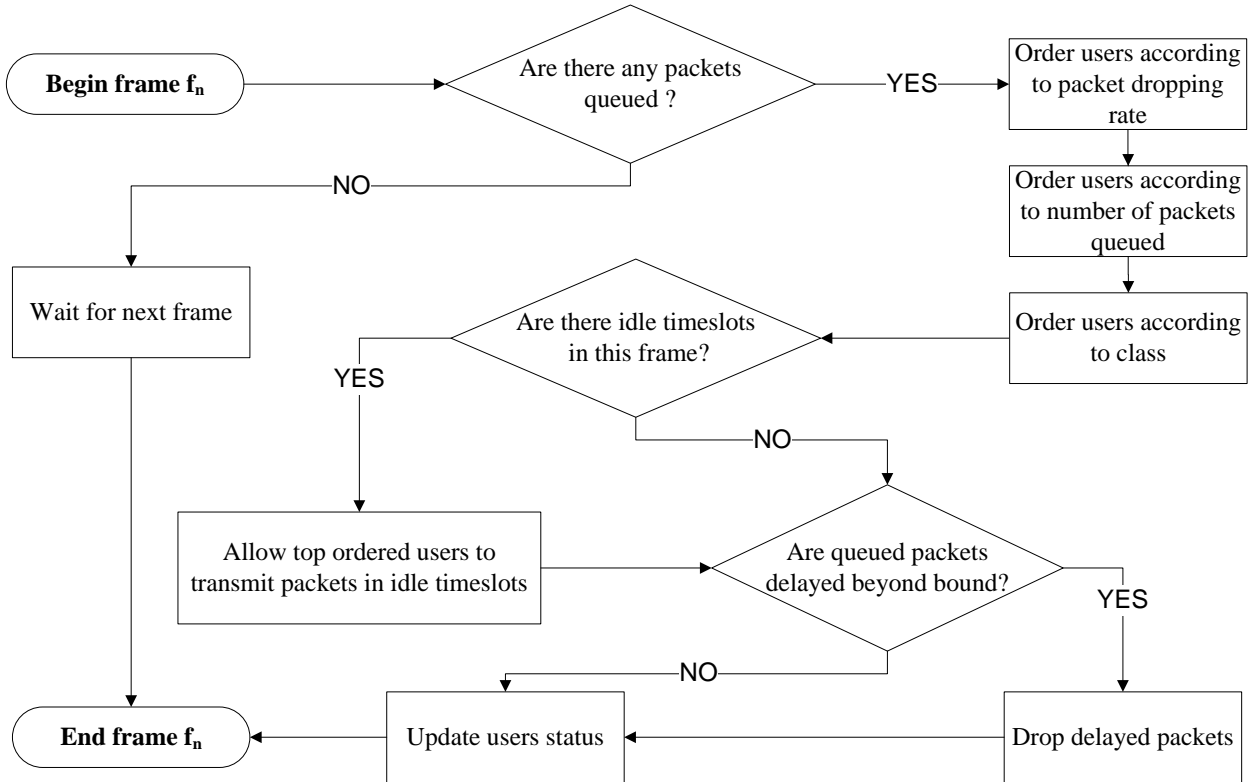 Begin frame fn
Are there any packets
queued ?
YES
Order users according
to packet dropping
rate
NO
Order users according
to number of packets
queued
Wait for next frame
Are there idle timeslots
in this frame?
Order users according
to class
YES
NO
Allow top ordered users to
transmit packets in idle timeslots
Are queued packets
delayed beyond bound?
YES
NO
End frame fn
Update users status
Drop delayed packets